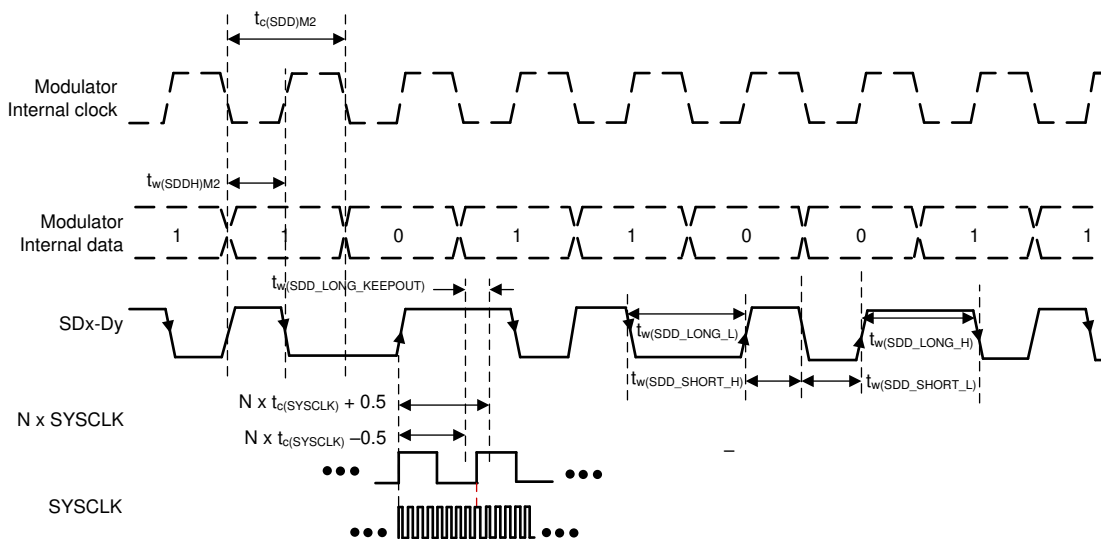 tc(SDD)M2
Modulator
Internal clock
tw(SDDH)M2
Modulator
Internal data
1 1 0 1 1 0 0 1 1
tw(SDD_LONG_KEEPOUT)
SDx-Dy
tw(SDD_LONG_L)
tw(SDD_LONG_H)
tw(SDD_SHORT_H)
tw(SDD_SHORT_L)
N x tc(SYSCLK) + 0.5
N x SYSCLK
N x tc(SYSCLK) –0.5
–
SYSCLK